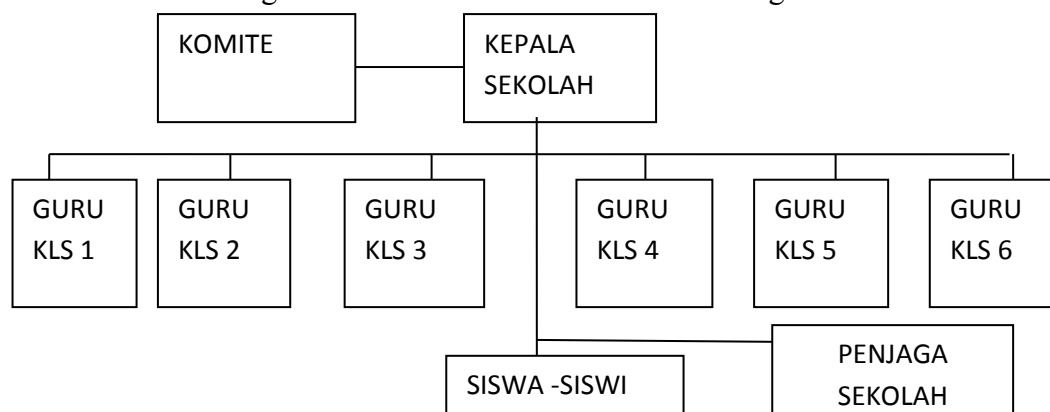 KOMITE
KEPALA
SEKOLAH
GURU
KLS 1
GURU
KLS 2
GURU
KLS 3
GURU
KLS 4
GURU
KLS 5
GURU
KLS 6
SISWA -SISWI
PENJAGA
SEKOLAH